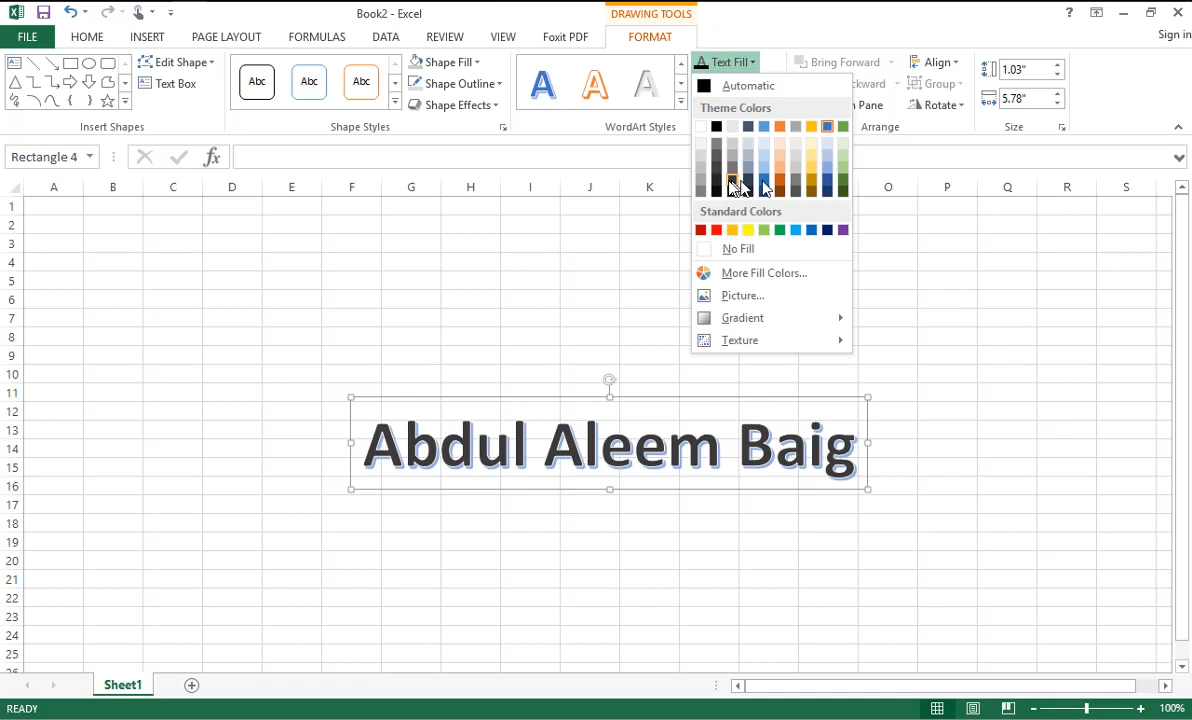 Book2 - Excel
DRAWING TOOLS
?
Sign in
FILE HOME INSERT PAGE LAYOUT FORMULAS DATA REVIEW VIEW Foxit PDF FORMAT
Edit Shape
Text Box
Insert Shapes
Abc Abc Abc
Shape Fill
Shape Outline
Shape Effects
Shape Styles
A A A
WordArt Styles
A Text Fill
Bring Forward
ckward
n Pane
Align
Group
Rotate
Arrange
1.03"
5.78"
Size
Automatic
Theme Colors
Standard Colors
No Fill
More Fill Colors...
Picture...
Gradient
Texture
Rectangle 4
fx
A B C D E F G H I J K O P Q R S
1
2
3
4
5
6
7
8
9
10
11
12
13
14
15
16
17
18
19
20
21
22
23
24
25
Abdul Aleem Baig
Sheet1
READY
100%